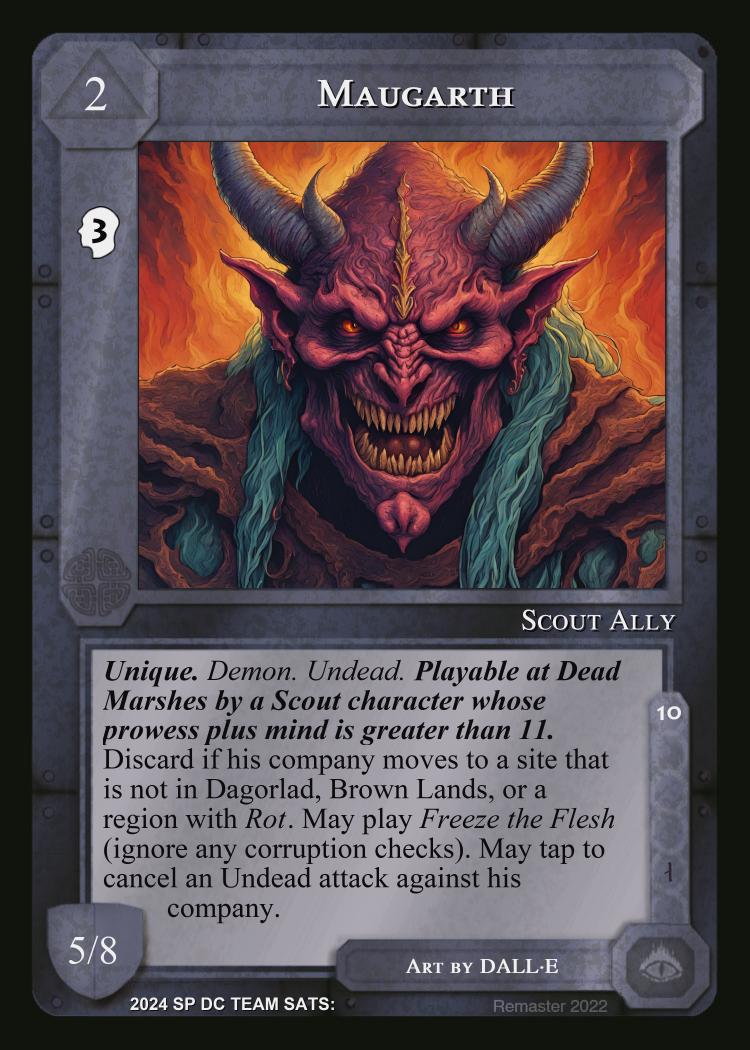 2
MAUGARTH
3
SCOUT ALLY
Unique. Demon. Undead. Playable at Dead
Marshes by a Scout character whose
prowess plus mind is greater than 11.
Discard if his company moves to a site that
is not in Dagorlad, Brown Lands, or a
region with Rot. May play Freeze the Flesh
(ignore any corruption checks). May tap to
cancel an Undead attack against his
company.
10
5/8
ART BY DALL·E
2024 SP DC TEAM SATS:
Remaster 2022